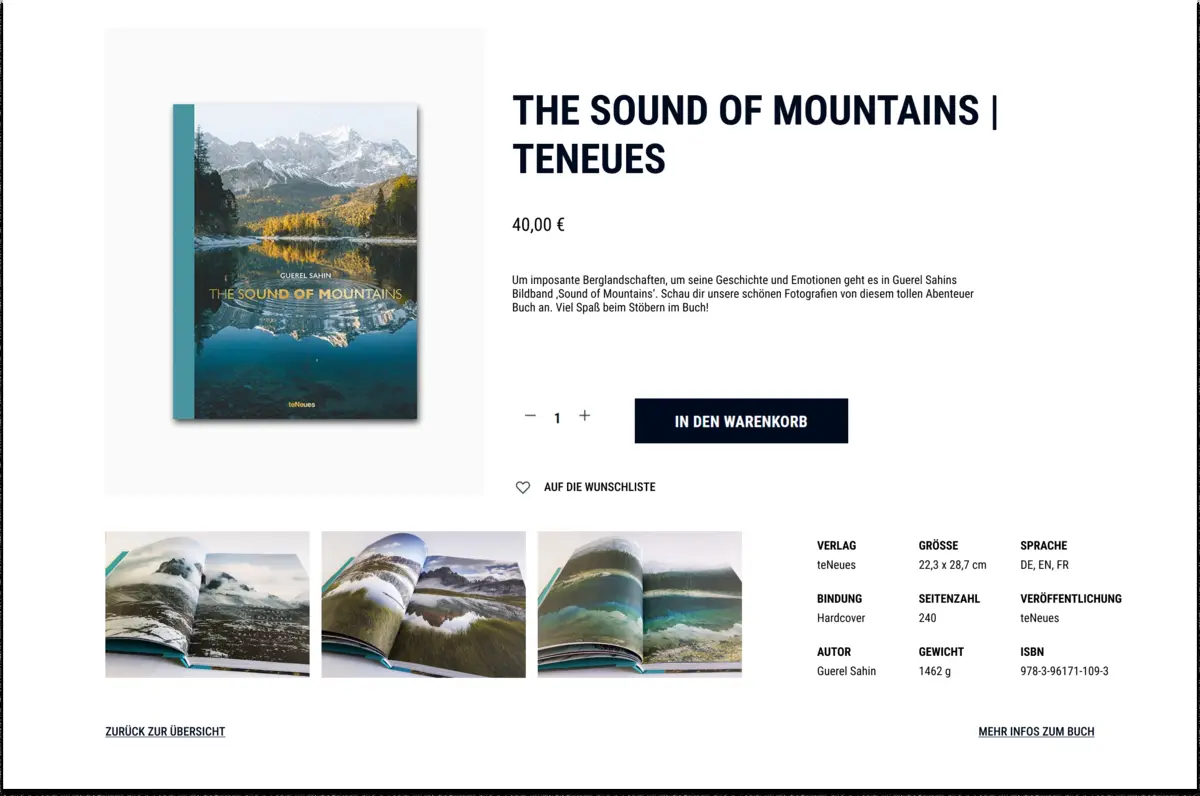 THE SOUND OF MOUNTAINS |
TENEUES
40,00 €
GUEREL SAHIN
THE SOUND OF MOUNTAINS
teNeues
Um imposante Berglandschaften, um seine Geschichte und Emotionen geht es in Guerel Sahins
Bildband ‚Sound of Mountains‘. Schau dir unsere schönen Fotografien von diesem tollen Abenteuer
Buch an. Viel Spaß beim Stöbern im Buch!
— 1 +
IN DEN WARENKORB
AUF DIE WUNSCHLISTE
VERLAG GRÖSSE SPRACHE
teNeues 22,3 x 28,7 cm DE, EN, FR
BINDUNG SEITENZAHL VERÖFFENTLICHUNG
Hardcover 240 teNeues
AUTOR GEWICHT ISBN
Guerel Sahin 1462 g 978-3-96171-109-3
ZURÜCK ZUR ÜBERSICHT MEHR INFOS ZUM BUCH